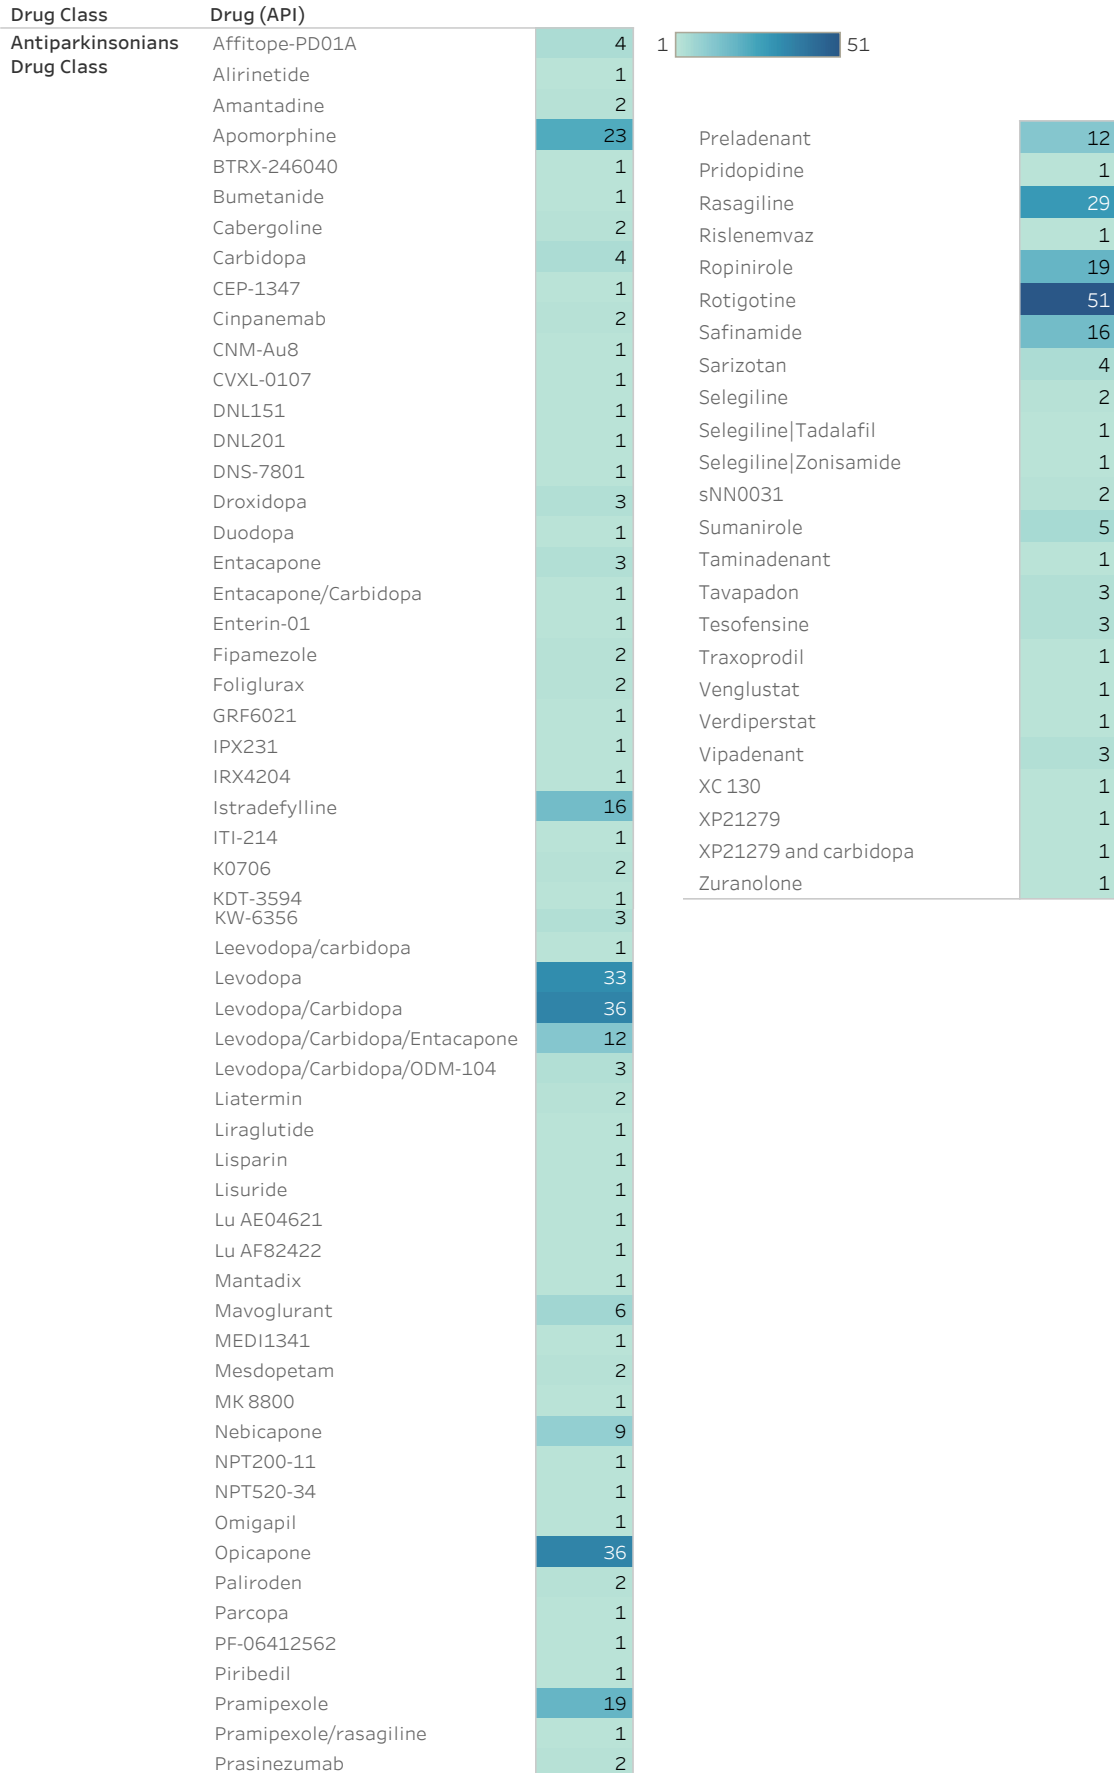 Drug Class Drug (API)
Antiparkinsonians Affitope-PD01A 4
Drug Class
Alirinetide 1
Amantadine 2
Apomorphine 23
BTRX-246040 1
Bumetanide 1
Cabergoline 2
Carbidopa 4
CEP-1347 1
Cinpanemab 2
CNM-Au8 1
CVXL-0107 1
DNL151 1
DNL201 1
DNS-7801 1
Droxidopa 3
Duodopa 1
Entacapone 3
Entacapone/Carbidopa 1
Enterin-01 1
Fipamezole 2
Foliglurax 2
GRF6021 1
IPX231 1
IRX4204 1
Istradefylline 16
ITI-214 1
K0706 2
KDT-3594 1
KW-6356 3
Leevodopa/carbidopa 1
Levodopa 33
Levodopa/Carbidopa 36
Levodopa/Carbidopa/Entacapone 12
Levodopa/Carbidopa/ODM-104 3
Liatermin 2
Liraglutide 1
Lisparin 1
Lisuride 1
Lu AE04621 1
Lu AF82422 1
Mantadix 1
Mavoglurant 6
MEDI1341 1
Mesdopetam 2
MK 8800 1
Nebicapone 9
NPT200-11 1
NPT520-34 1
Omigapil 1
Opicapone 36
Paliroden 2
Parcopa 1
PF-06412562 1
Piribedil 1
Pramipexole 19
Pramipexole/rasagiline 1
Prasinezumab 2
1 51
Preladenant 12
Pridopidine 1
Rasagiline 29
Rislenemvaz 1
Ropinirole 19
Rotigotine 51
Safinamide 16
Sarizotan 4
Selegiline 2
Selegiline|Tadalafil 1
Selegiline|Zonisamide 1
sNN0031 2
Sumanirole 5
Taminadenant 1
Tavapadon 3
Tesofensine 3
Traxoprodil 1
Venglustat 1
Verdiperstat 1
Vipadenant 3
XC 130 1
XP21279 1
XP21279 and carbidopa 1
Zuranolone 1